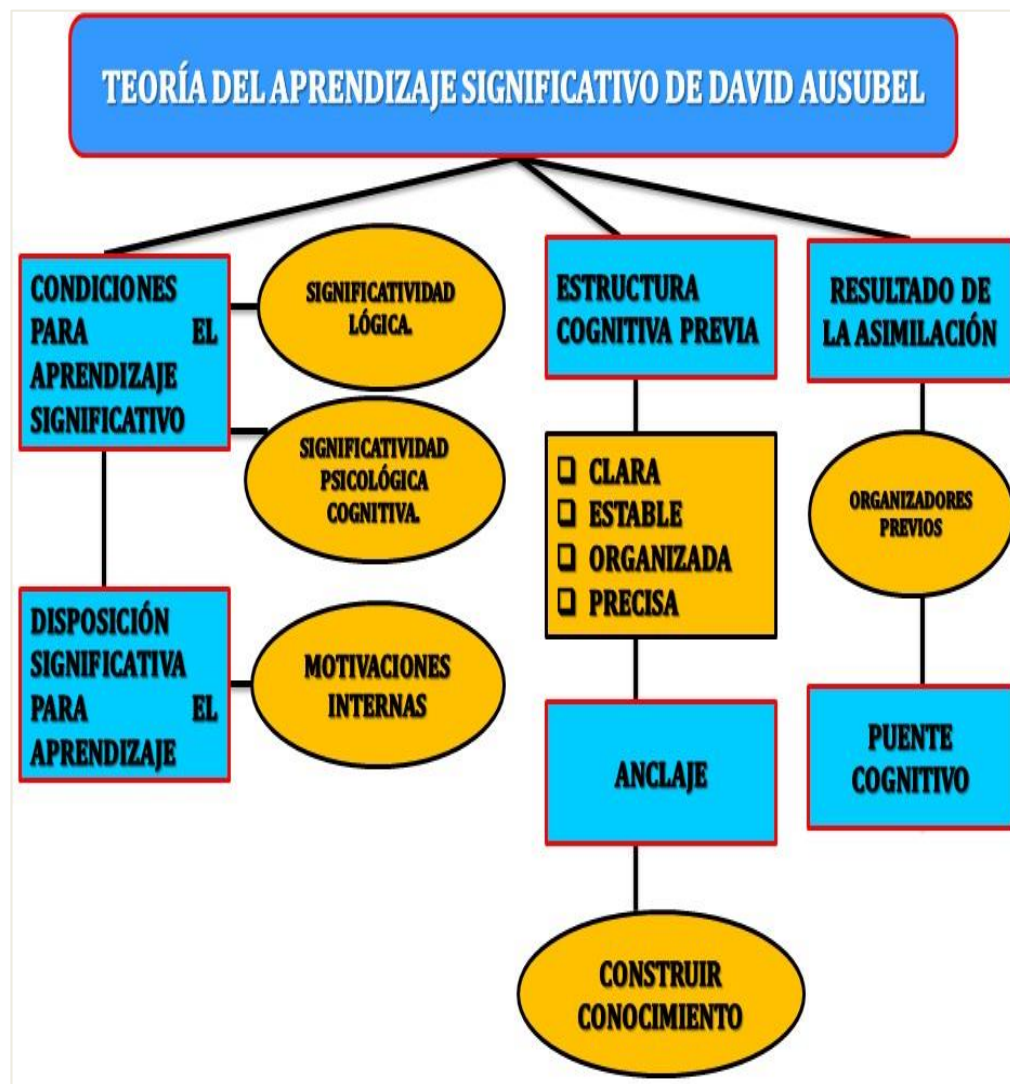 TEORÍA DEL APRENDIZAJE SIGNIFICATIVO DE DAVID AUSUBEL
CONDICIONES
PARA EL
APRENDIZAJE
SIGNIFICATIVO
SIGNIFICATIVIDAD
LÓGICA.
SIGNIFICATIVIDAD
PSICOLÓGICA
COGNITIVA.
DISPOSICIÓN
SIGNIFICATIVA
PARA EL
APRENDIZAJE
MOTIVACIONES
INTERNAS
ESTRUCTURA
COGNITIVA PREVIA
❑ CLARA
❑ ESTABLE
❑ ORGANIZADA
❑ PRECISA
ANCLAJE
CONSTRUIR
CONOCIMIENTO
RESULTADO DE
LA ASIMILACIÓN
ORGANIZADORES
PREVIOS
PUENTE
COGNITIVO